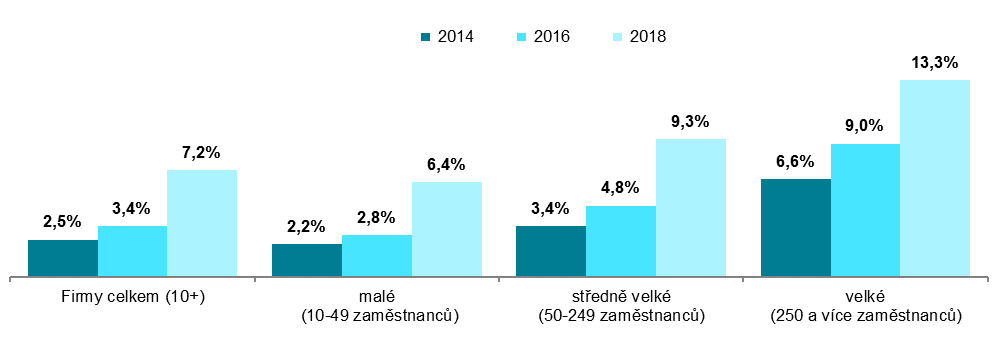 2014 2016 2018
2,5% 3,4% 7,2%
2,2% 2,8% 6,4%
3,4% 4,8% 9,3%
6,6% 9,0% 13,3%
Firmy celkem (10+)
malé
(10-49 zaměstnanců)
středně velké
(50-249 zaměstnanců)
velké
(250 a více zaměstnanců)